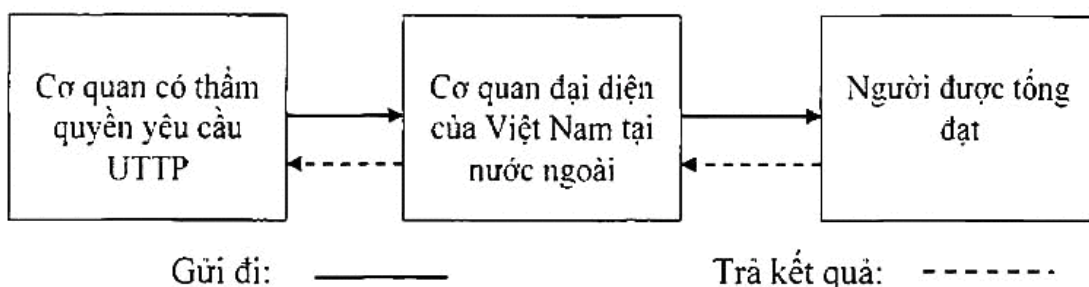 Cơ quan có thẩm
quyền yêu cầu
UTTP
Cơ quan đại diện
của Việt Nam tại
nước ngoài
Người được tống
đạt
Gửi đi:
Trả kết quả: